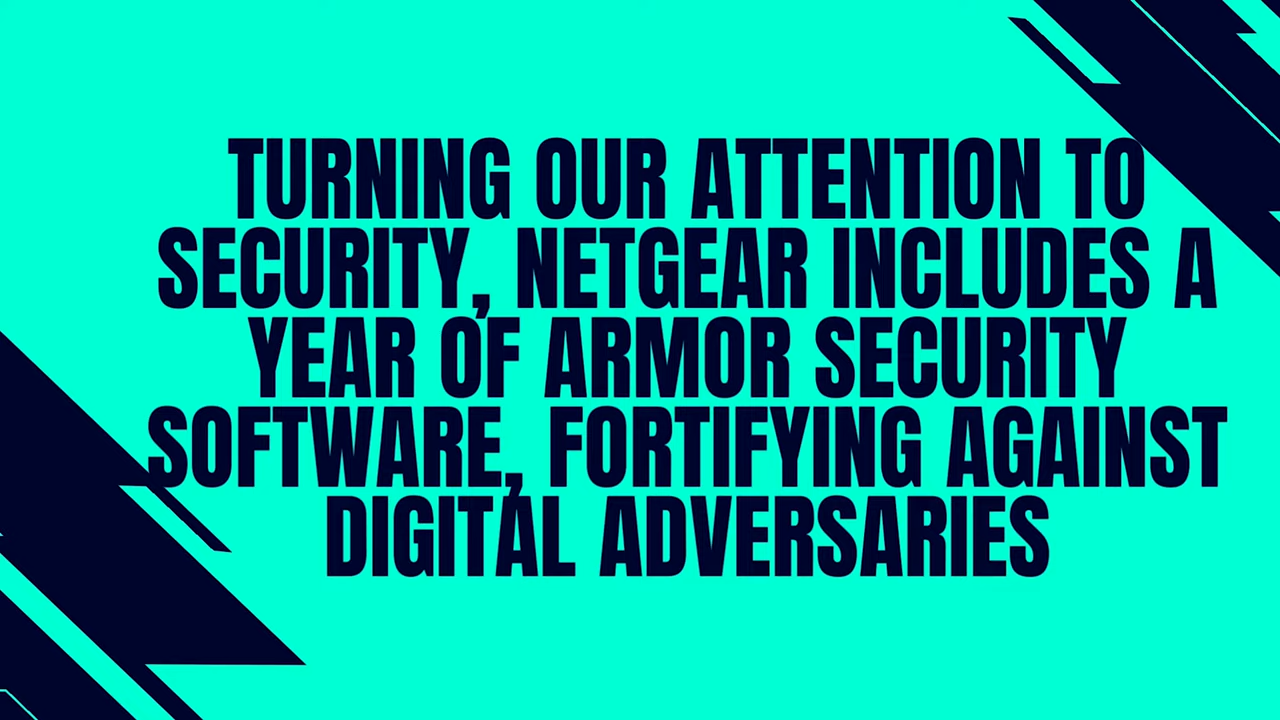 TURNING OUR ATTENTION TO
SECURITY, NETGEAR INCLUDES A
YEAR OF ARMOR SECURITY
SOFTWARE, FORTIFYING AGAINST
DIGITAL ADVERSARIES